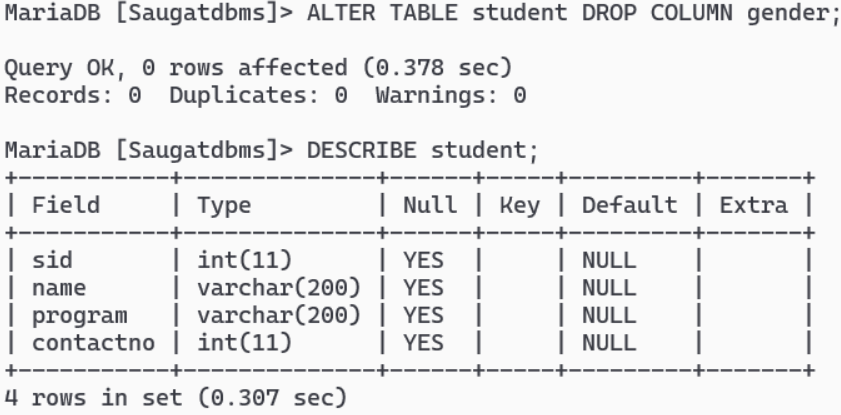 MariaDB [Saugatdbms]> ALTER TABLE student DROP COLUMN gender;
Query OK, 0 rows affected (0.378 sec)
Records: 0  Duplicates: 0  Warnings: 0
MariaDB [Saugatdbms]> DESCRIBE student;
+-----------+--------------+------+-----+---------+-------+
| Field     | Type         | Null | Key | Default | Extra |
+-----------+--------------+------+-----+---------+-------+
| sid       | int(11)      | YES  |     | NULL    |       |
| name      | varchar(200) | YES  |     | NULL    |       |
| program   | varchar(200) | YES  |     | NULL    |       |
| contactno | int(11)      | YES  |     | NULL    |       |
+-----------+--------------+------+-----+---------+-------+
4 rows in set (0.307 sec)